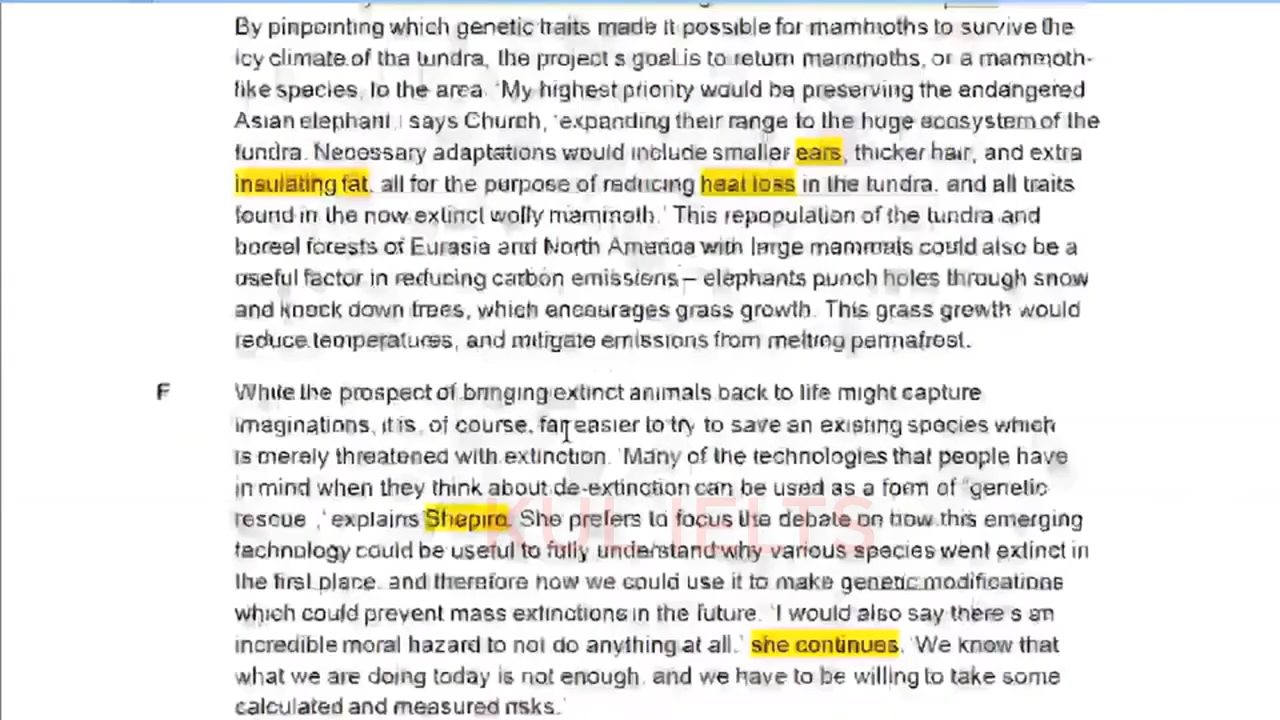 By pinpointing which genetic traits made it possible for mammoths to survive the
icy climate of the tundra, the project s goal is to return mammoths, or a mammoth-
like species, to the area. 'My highest priority would be preserving the endangered
Asian elephant,' says Church, 'expanding their range to the huge ecosystem of the
tundra. Necessary adaptations would include smaller ears, thicker hair, and extra
insulating fat, all for the purpose of reducing heat loss in the tundra, and all traits
found in the now extinct wolly mammoth.' This repopulation of the tundra and
boreal forests of Eurasia and North America with large mammals could also be a
useful factor in reducing carbon emissions – elephants punch holes through snow
and knock down trees, which encourages grass growth. This grass growth would
reduce temperatures, and mitigate emissions from melting permafrost.
F While the prospect of bringing extinct animals back to life might capture
imaginations, it is, of course, far easier to try to save an existing species which
is merely threatened with extinction. 'Many of the technologies that people have
in mind when they think about de-extinction can be used as a form of "genetic
rescue ,' explains Shapiro. She prefers to focus the debate on how this emerging
technology could be useful to fully understand why various species went extinct in
the first place, and therefore how we could use it to make genetic modifications
which could prevent mass extinctions in the future. 'I would also say there s an
incredible moral hazard to not do anything at all.' she continues. 'We know that
what we are doing today is not enough, and we have to be willing to take some
calculated and measured risks.'
KUL IELTS